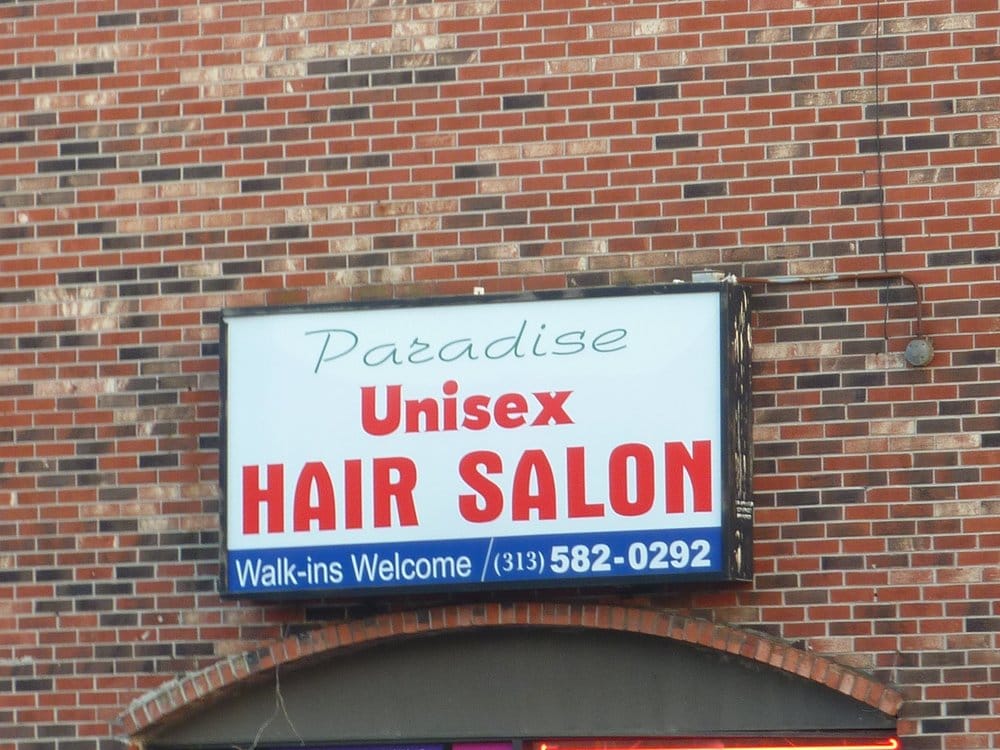 Paradise
Unisex
HAIR SALON
Walk-ins Welcome / (313) 582-0292